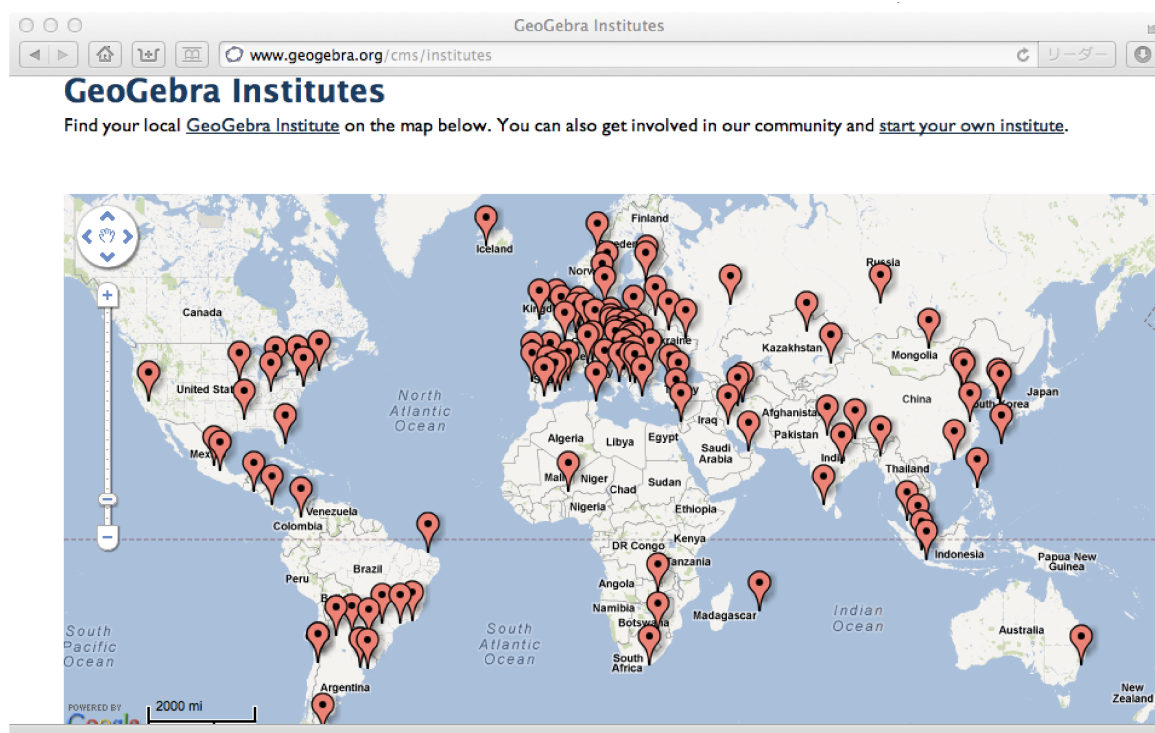 GeoGebra Institutes
www.geogebra.org/cms/institutes
リーダー
GeoGebra Institutes
Find your local GeoGebra Institute on the map below. You can also get involved in our community and start your own institute.
Finland
Iceland
Russia
Canada
Kazakhstan
Mongolia
North
Atlantic
Ocean
United Stat
China
Japan
Iraq
Afghanista
Pakistan
Algeria
Libya
Egypt
Saudi
Arabia
Mali
Niger
Chad
Sudan
Thailand
Nigeria
Ethiopia
Venezuela
Colombia
DR Congo
Kenya
Tanzania
Indonesia
Papua New
Guinea
Brazil
Peru
Angola
Namibia
Botswana
Madagascar
Indian
Ocean
South
Pacific
Ocean
South
Atlantic
Ocean
Australia
South
Africa
Argentina
New
Zealand
POWERED BY
Google
2000 mi